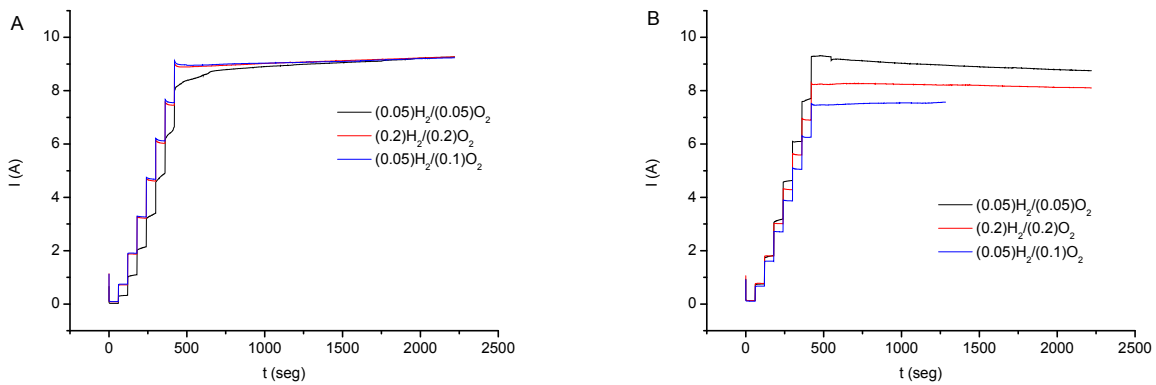 A
10
8
6
4
2
0
I (A)
(0.05)H₂/(0.05)O₂
(0.2)H₂/(0.2)O₂
(0.05)H₂/(0.1)O₂
0 500 1000 1500 2000 2500
t (seg)
B
10
8
6
4
2
0
I (A)
(0.05)H₂/(0.05)O₂
(0.2)H₂/(0.2)O₂
(0.05)H₂/(0.1)O₂
0 500 1000 1500 2000 2500
t (seg)